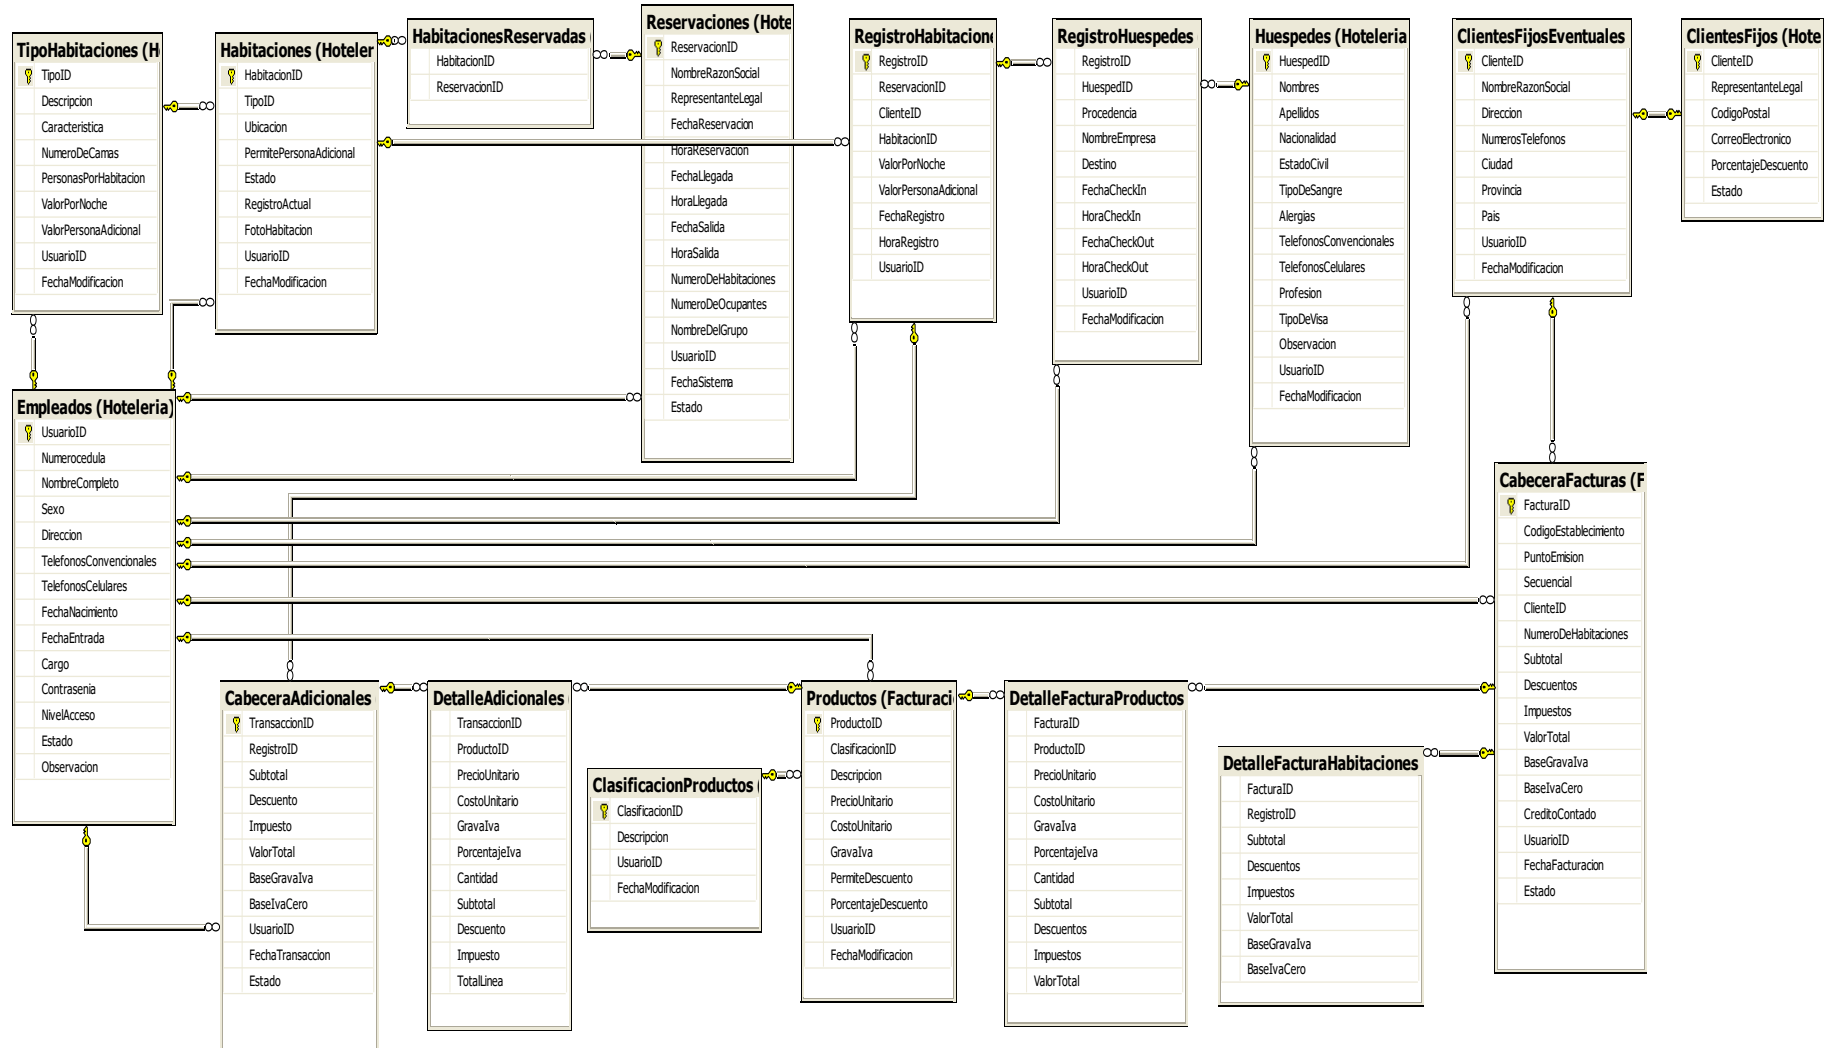 TipoHabitaciones (H
TipoID
Descripcion
Caracteristica
NumeroDeCamas
PersonasPorHabitacion
ValorPorNoche
ValorPersonaAdicional
UsuarioID
FechaModificacion
Habitaciones (Hoteler
HabitacionID
TipoID
Ubicacion
PermitePersonaAdicional
Estado
RegistroActual
FotoHabitacion
UsuarioID
FechaModificacion
HabitacionesReservadas (
HabitacionID
ReservacionID
Reservaciones (Hote
ReservacionID
NombreRazonSocial
RepresentanteLegal
FechaReservacion
HoraReservacion
FechaLlegada
HoraLlegada
FechaSalida
HoraSalida
NumeroDeHabitaciones
NumeroDeOcupantes
NombreDelGrupo
UsuarioID
FechaSistema
Estado
RegistroHabitacione
RegistroID
ReservacionID
ClienteID
HabitacionID
ValorPorNoche
ValorPersonaAdicional
FechaRegistro
HoraRegistro
UsuarioID
RegistroHuespedes
RegistroID
HuespedID
Procedencia
NombreEmpresa
Destino
FechaCheckIn
HoraCheckIn
FechaCheckOut
HoraCheckOut
UsuarioID
FechaModificacion
Huespedes (Hoteleria
HuespedID
Nombres
Apellidos
Nacionalidad
EstadoCivil
TipoDeSangre
Alergias
TelefonosConvencionales
TelefonosCelulares
Profesion
TipoDeVisa
Observacion
UsuarioID
FechaModificacion
ClientesFijosEventuales
ClienteID
NombreRazonSocial
Direccion
NumerosTelefonos
Ciudad
Provincia
Pais
UsuarioID
FechaModificacion
ClientesFijos (Hote
ClienteID
RepresentanteLegal
CodigoPostal
CorreoElectronico
PorcentajeDescuento
Estado
Empleados (Hoteleria)
UsuarioID
Numerocedula
NombreCompleto
Sexo
Direccion
TelefonosConvencionales
TelefonosCelulares
FechaNacimiento
FechaEntrada
Cargo
Contrasenia
NivelAcceso
Estado
Observacion
CabeceraAdicionales
TransaccionID
RegistroID
Subtotal
Descuento
Impuesto
ValorTotal
BaseGravaIva
BaseIvaCero
UsuarioID
FechaTransaccion
Estado
DetalleAdicionales (
TransaccionID
ProductoID
PrecioUnitario
CostoUnitario
GravaIva
PorcentajeIva
Cantidad
Subtotal
Descuento
Impuesto
TotalLinea
ClasificacionProductos (
ClasificacionID
Descripcion
UsuarioID
FechaModificacion
Productos (Facturaci
ProductoID
ClasificacionID
Descripcion
PrecioUnitario
CostoUnitario
GravaIva
PermiteDescuento
PorcentajeDescuento
UsuarioID
FechaModificacion
DetalleFacturaProductos
FacturaID
ProductoID
PrecioUnitario
CostoUnitario
GravaIva
PorcentajeIva
Cantidad
Subtotal
Descuentos
Impuestos
ValorTotal
DetalleFacturaHabitaciones
FacturaID
RegistroID
Subtotal
Descuentos
Impuestos
ValorTotal
BaseGravaIva
BaseIvaCero
CabeceraFacturas (F
FacturaID
CodigoEstablecimiento
PuntoEmision
Secuencial
ClienteID
NumeroDeHabitaciones
Subtotal
Descuentos
Impuestos
ValorTotal
BaseGravaIva
BaseIvaCero
CreditoContado
UsuarioID
FechaFacturacion
Estado